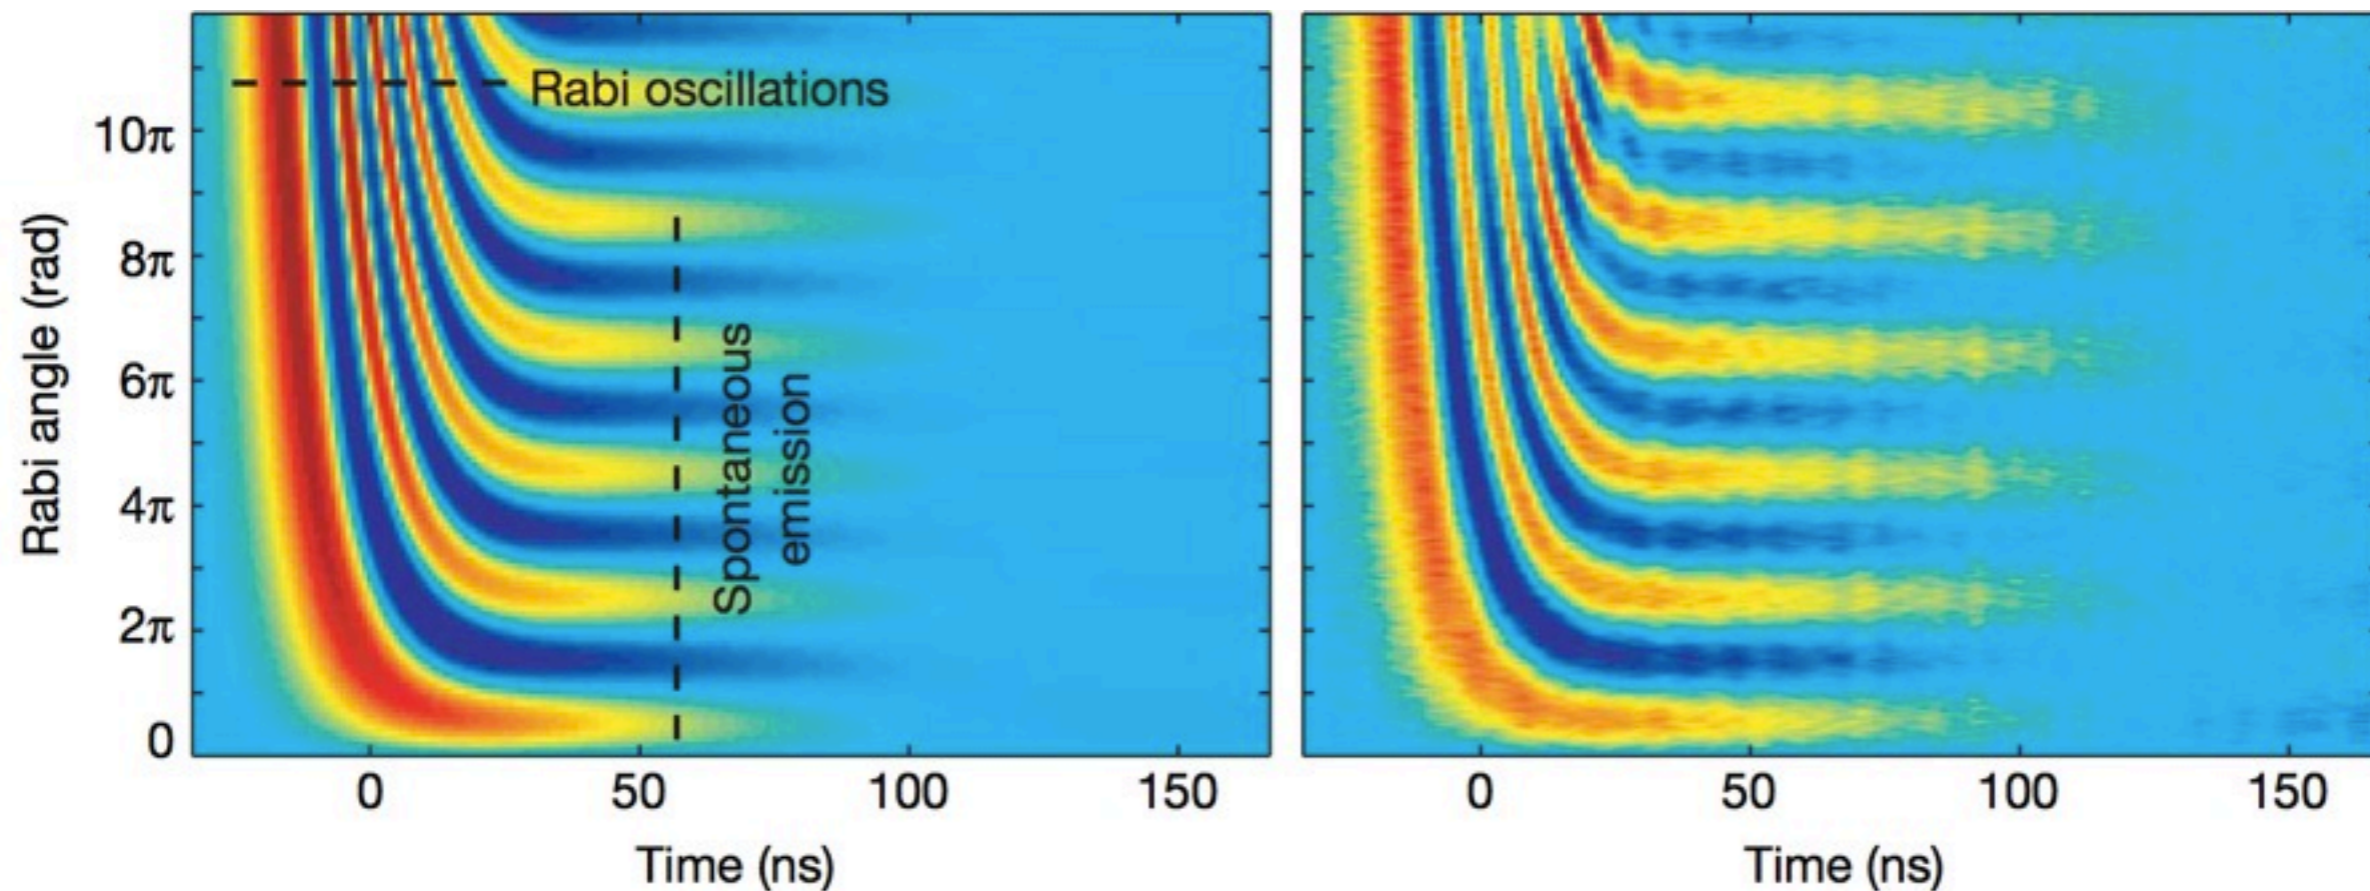 Rabi angle (rad)
10π
8π
6π
4π
2π
0
Rabi oscillations
Spontaneous
emission
0 50 100 150
Time (ns)
0 50 100 150
Time (ns)